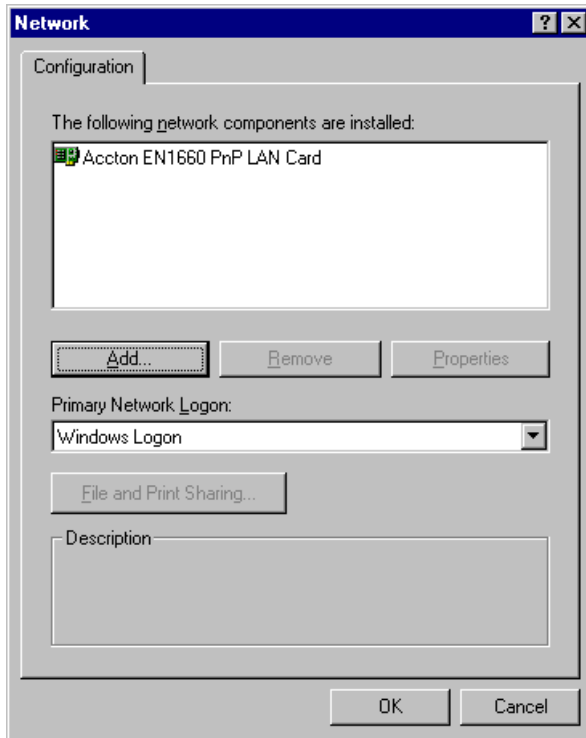 Network
Configuration
The following network components are installed:
Accton EN1660 PnP LAN Card
Add...
Remove
Properties
Primary Network Logon:
Windows Logon
File and Print Sharing...
Description
OK
Cancel